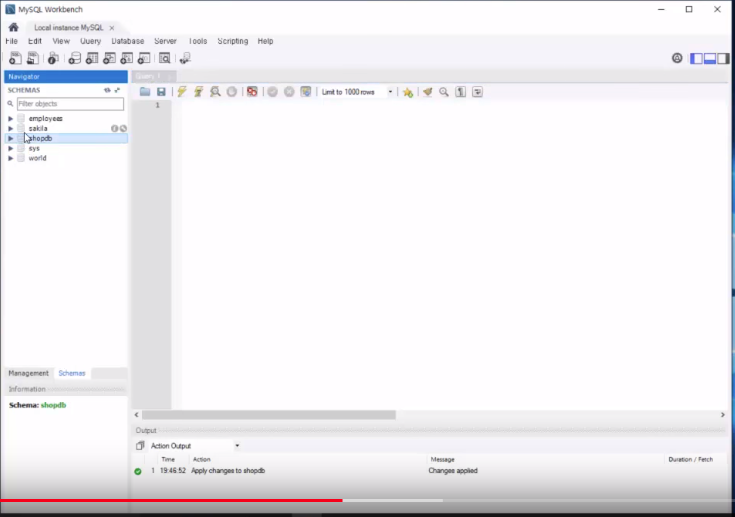 MySQL Workbench
Local instance MySQL
File Edit View Query Database Server Tools Scripting Help
Navigator
Query 1
SCHEMAS
Limit to 1000 rows
Filter objects
1
employees
sakila
shopdb
sys
world
Management Schemas
Information
Schema: shopdb
Output
Action Output
Time Action Message Duration / Fetch
1 19:46:52 Apply changes to shopdb Changes applied